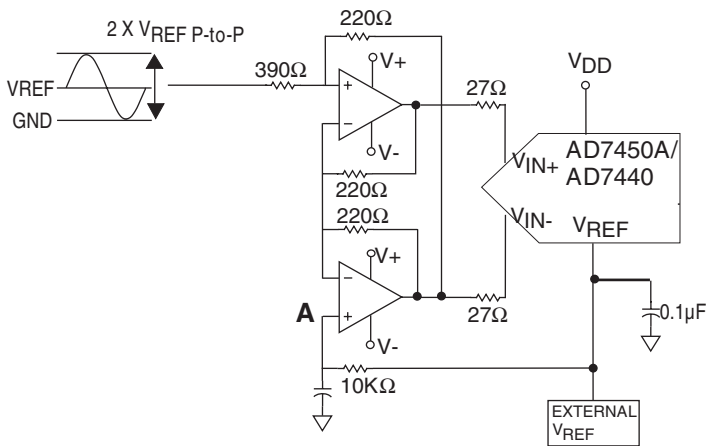 2 X VREF P-to-P
VREF
GND
390Ω
220Ω
V+
V-
220Ω
220Ω
V+
V-
A
10KΩ
27Ω
27Ω
VDD
VIN+
AD7450A/
AD7440
VIN-
VREF
0.1µF
EXTERNAL
VREF